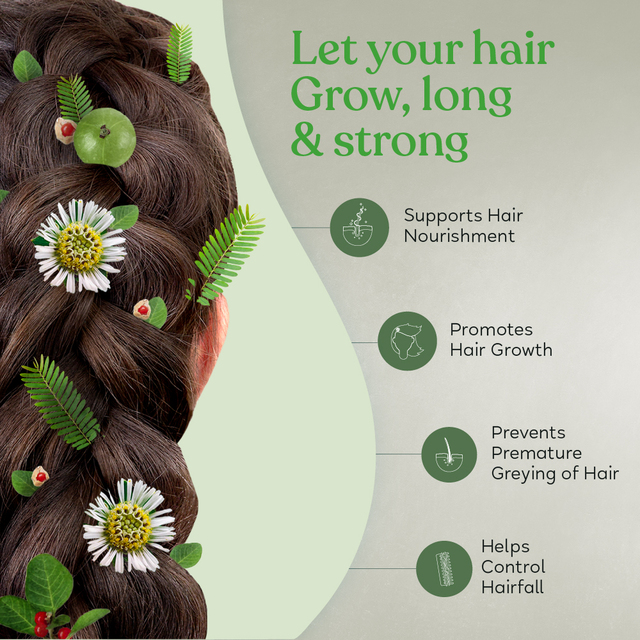 Let your hair
Grow, long
& strong
Supports Hair
Nourishment
Promotes
Hair Growth
Prevents
Premature
Greying of Hair
Helps
Control
Hairfall